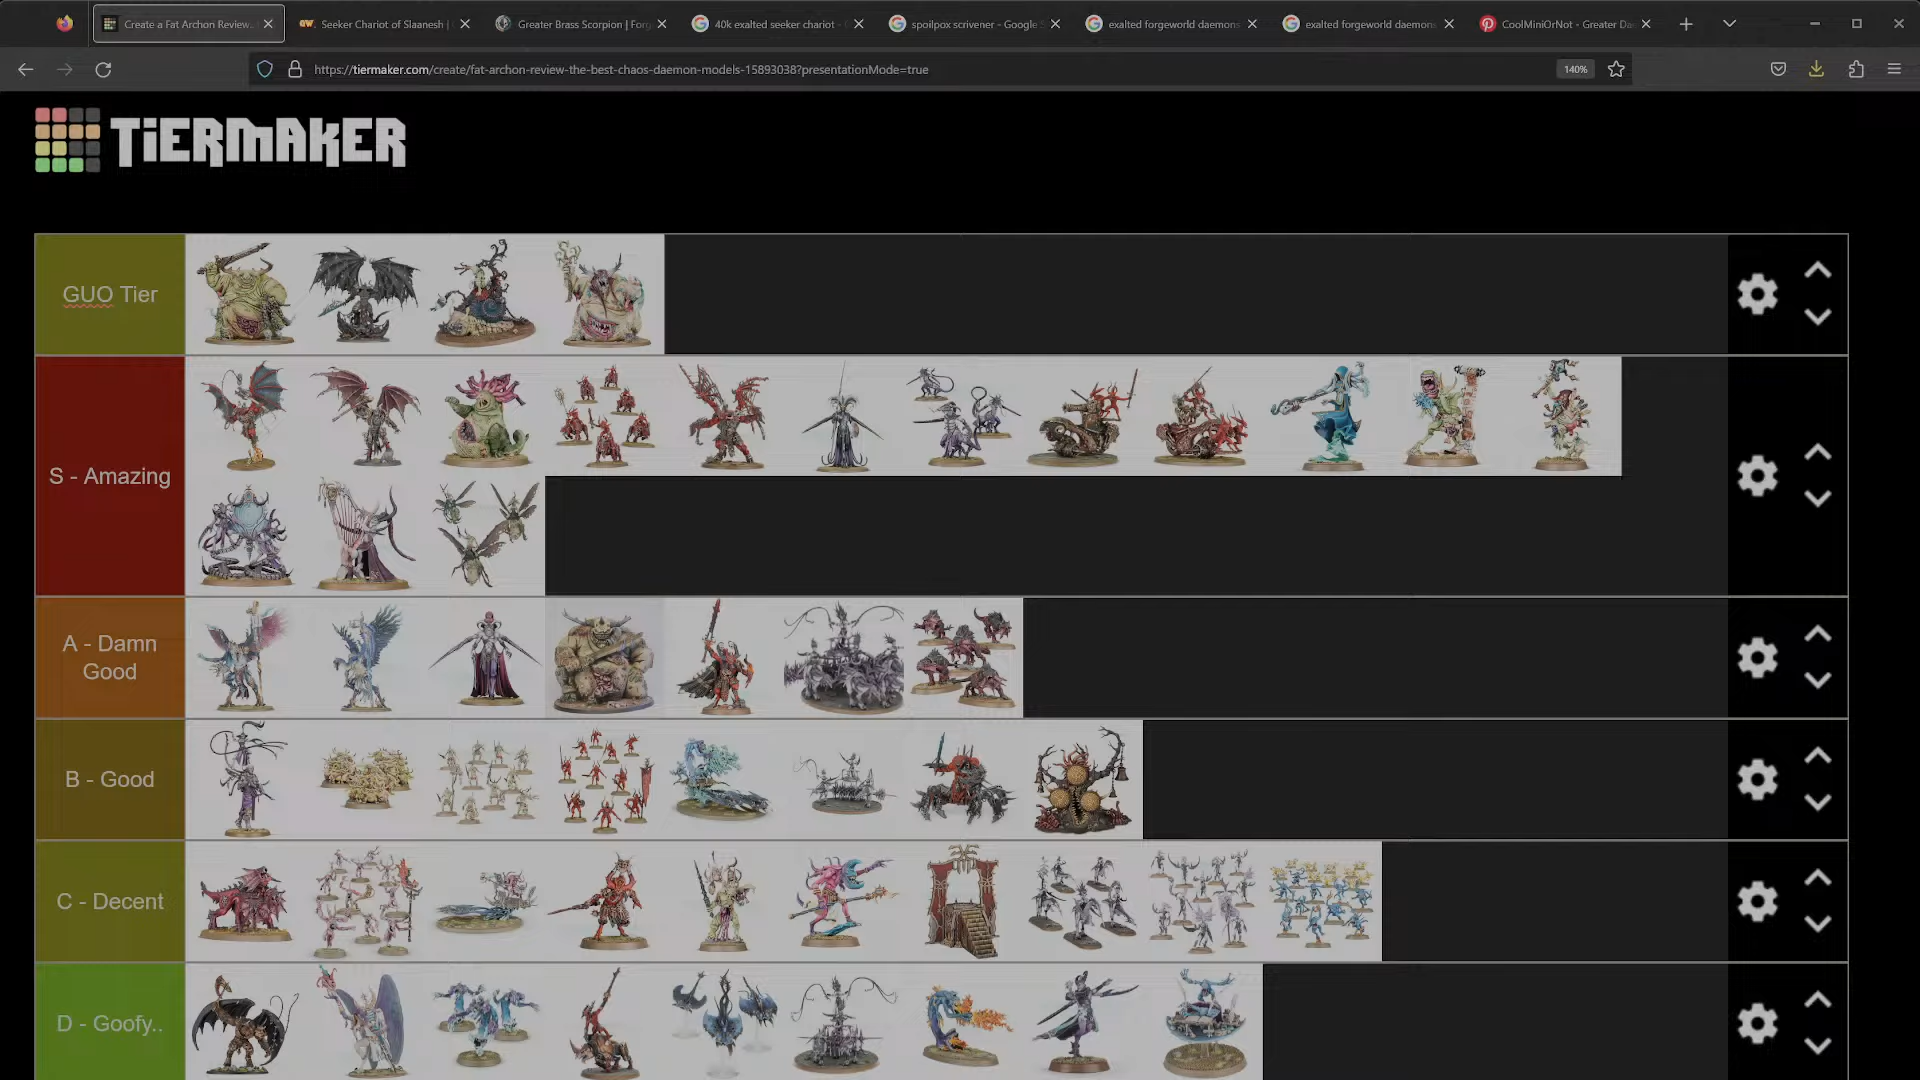 Create a Fat Archon Review.
Seeker Chariot of Slaanesh |
Greater Brass Scorpion | Forg
40k exalted seeker chariot -
spoilpox scrivener - Google
exalted forgeworld daemons
exalted forgeworld daemons
CoolMiniOrNot - Greater Da
https://tiermaker.com/create/fat-archon-review-the-best-chaos-daemon-models-15893038?presentationMode=true
140%
TiERMAKER
GUO Tier
S - Amazing
A - Damn
Good
B - Good
C - Decent
D - Goofy..